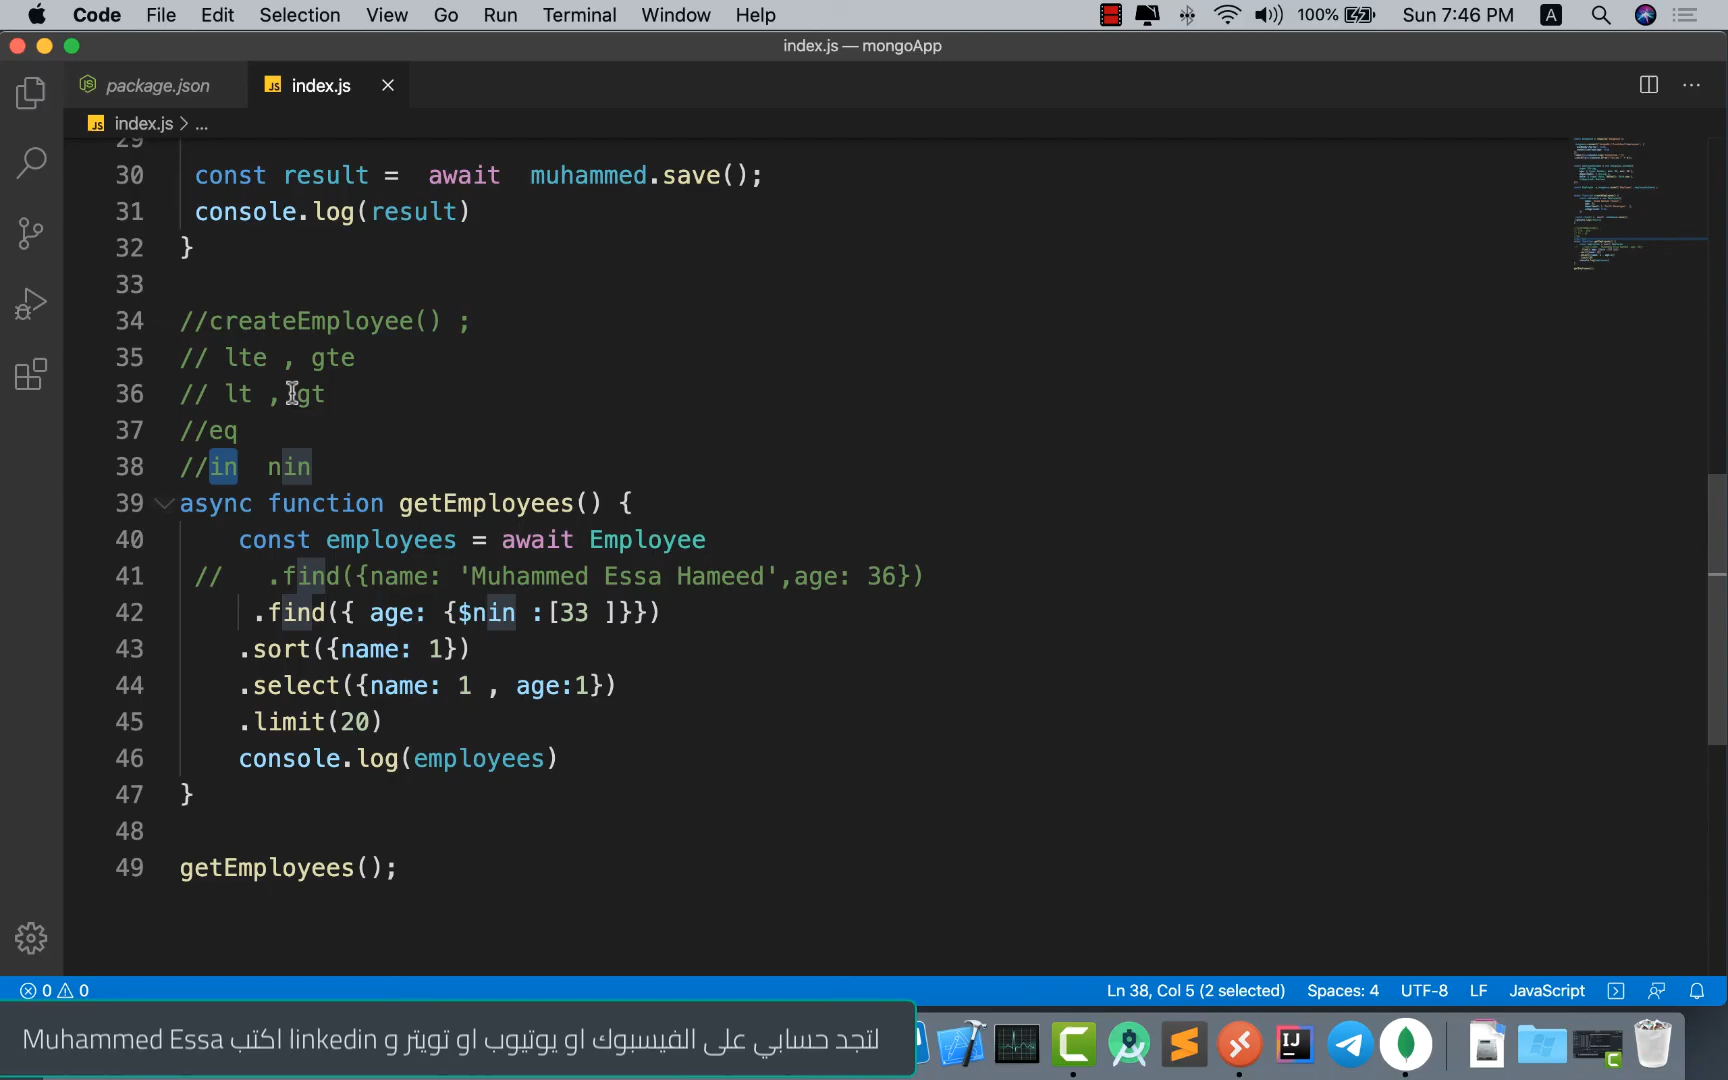 Code File Edit Selection View Go Run Terminal Window Help 100% Sun 7:46 PM A
index.js — mongoApp
package.json index.js
JS index.js > ...
29
30 const result =  await  muhammed.save();
31 console.log(result)
32 }
33
34 //createEmployee() ;
35 // lte , gte
36 // lt , gt
37 //eq
38 //in  nin
39 async function getEmployees() {
40 const employees = await Employee
41 //   .find({name: 'Muhammed Essa Hameed',age: 36})
42 .find({ age: {$nin :[33 ]}})
43 .sort({name: 1})
44 .select({name: 1 , age:1})
45 .limit(20)
46 console.log(employees)
47 }
48
49 getEmployees();
0 0 Ln 38, Col 5 (2 selected) Spaces: 4 UTF-8 LF JavaScript
لتجد حسابي على الفيسبوك او يوتيوب او تويتر و linkedin اكتب Muhammed Essa